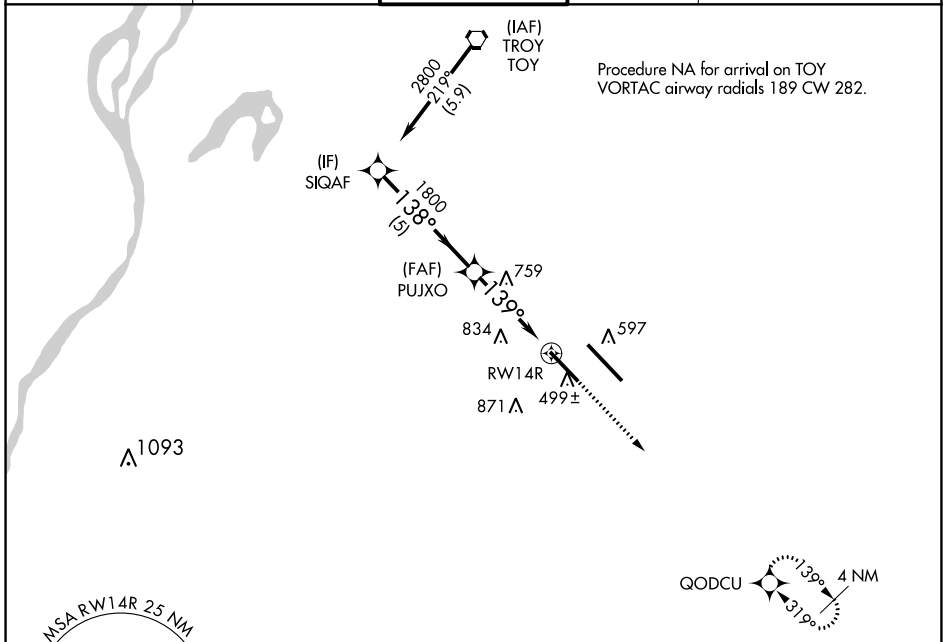 (IAF)
TROY
TOY
Procedure NA for arrival on TOY
VORTAC airway radials 189 CW 282.
2800
219°
(5.9)
(IF)
SIQAF
1800
138°
(5)
(FAF)
PUJXO
759
139°
834
597
RW14R
499±
871
1093
QODCU
139°
4 NM
319°
MSA RW14R 25 NM